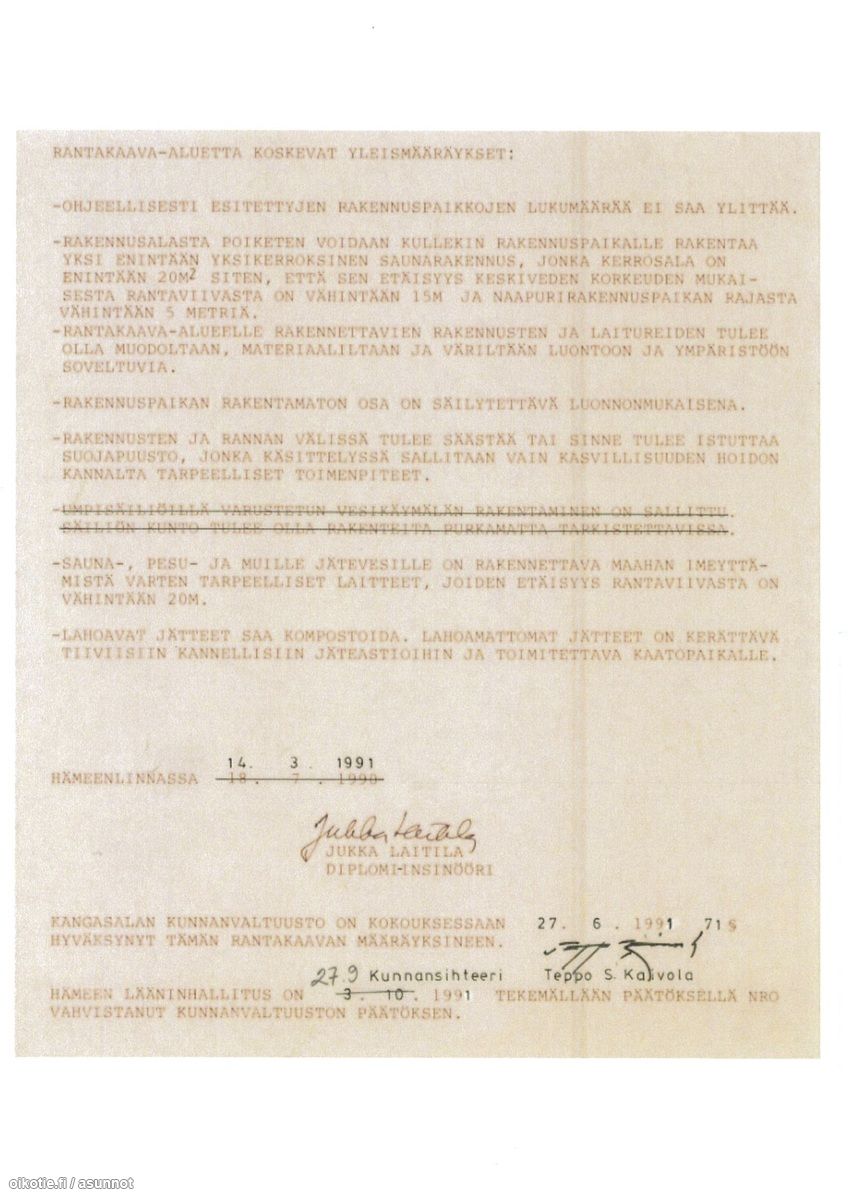 RANTAKAAVA-ALUETTA KOSKEVAT YLEISMÄÄRÄYKSET:
-OHJEELLISESTI ESITETTYJEN RAKENNUSPAIKKOJEN LUKUMÄÄRÄÄ EI SAA YLITTÄÄ.
-RAKENNUSALASTA POIKETEN VOIDAAN KULLEKIN RAKENNUSPAIKALLE RAKENTAA
YKSI ENINTÄÄN YKSIKERROKSINEN SAUNARAKENNUS, JONKA KERROSALA ON
ENINTÄÄN 20M² SITEN, ETTÄ SEN ETÄISYYS KESKIVEDEN KORKEUDEN MUKAI-
SESTA RANTAVIIVASTA ON VÄHINTÄÄN 15M JA NAAPURIRAKENNUSPAIKAN RAJASTA
VÄHINTÄÄN 5 METRIÄ.
-RANTAKAAVA-ALUEELLE RAKENNETTAVIEN RAKENNUSTEN JA LAITUREIDEN TULEE
OLLA MUODOLTAAN, MATERIAALILTAAN JA VÄRILTÄÄN LUONTOON JA YMPÄRISTÖÖN
SOVELTUVIA.
-RAKENNUSPAIKAN RAKENTAMATON OSA ON SÄILYTETTÄVÄ LUONNONMUKAISENA.
-RAKENNUSTEN JA RANNAN VÄLISSÄ TULEE SÄÄSTÄÄ TAI SINNE TULEE ISTUTTAA
SUOJAPUUSTO, JONKA KÄSITTELYSSÄ SALLITAAN VAIN KASVILLISUUDEN HOIDON
KANNALTA TARPEELLISET TOIMENPITEET.
-UMPISÄILIÖILLÄ VARUSTETUN VESIKÄYMÄLÄN RAKENTAMINEN ON SALLITTU.
SÄILIÖN KUNTO TULEE OLLA RAKENTEITA PURKAMATTA TARKISTETTAVISSA.
-SAUNA-, PESU- JA MUILLE JÄTEVESILLE ON RAKENNETTAVA MAAHAN IMEYTTÄ-
MISTÄ VARTEN TARPEELLISET LAITTEET, JOIDEN ETÄISYYS RANTAVIIVASTA ON
VÄHINTÄÄN 20M.
-LAHOAVAT JÄTTEET SAA KOMPOSTOIDA. LAHOAMATTOMAT JÄTTEET ON KERÄTTÄVÄ
TIIVIISIIN KANNELLISIIN JÄTEASTIOIHIN JA TOIMITETTAVA KAATOPAIKALLE.
14. 3. 1991
HÄMEENLINNASSA 18. 7. 1990
Jukka Laitila
JUKKA LAITILA
DIPLOMI-INSINÖÖRI
KANGASALAN KUNNANVALTUUSTO ON KOKOUKSESSAAN 27. 6. 1991 71 §
HYVÄKSYNYT TÄMÄN RANTAKAAVAN MÄÄRÄYKSINEEN.
27.9 Kunnansihteeri Teppo S. Kalivola
HÄMEEN LÄÄNINHALLITUS ON 3. 10. 1991 TEKEMÄLLÄÄN PÄÄTÖKSELLÄ NRO
VAHVISTANUT KUNNANVALTUUSTON PÄÄTÖKSEN.
oikotie.fi / asunnot